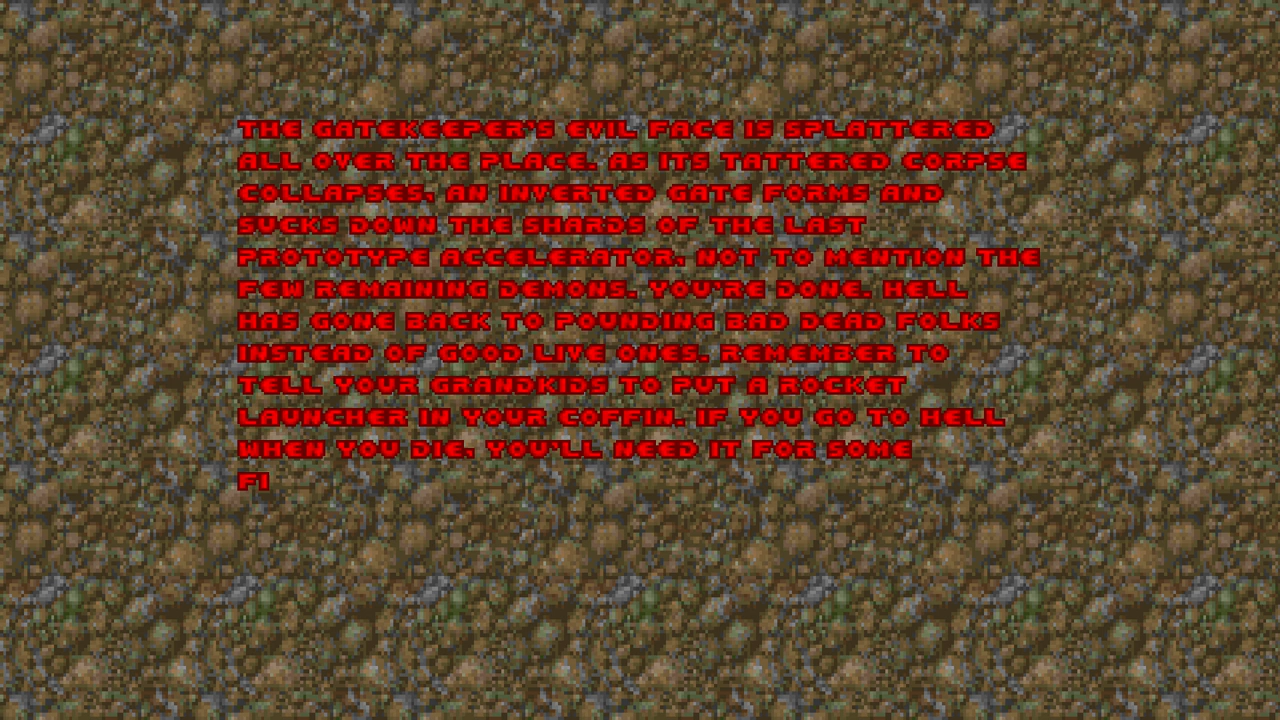 THE GATEKEEPER'S EVIL FACE IS SPLATTERED
ALL OVER THE PLACE. AS ITS TATTERED CORPSE
COLLAPSES, AN INVERTED GATE FORMS AND
SUCKS DOWN THE SHARDS OF THE LAST
PROTOTYPE ACCELERATOR, NOT TO MENTION THE
FEW REMAINING DEMONS. YOU'RE DONE. HELL
HAS GONE BACK TO POUNDING BAD DEAD FOLKS
INSTEAD OF GOOD LIVE ONES. REMEMBER TO
TELL YOUR GRANDKIDS TO PUT A ROCKET
LAUNCHER IN YOUR COFFIN. IF YOU GO TO HELL
WHEN YOU DIE, YOU'LL NEED IT FOR SOME
FI